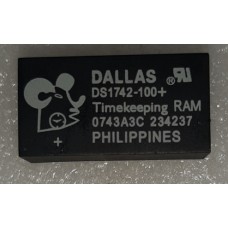 DALLAS
DS1742-100+
Timekeeping RAM
0743A3C 234237
PHILIPPINES
+